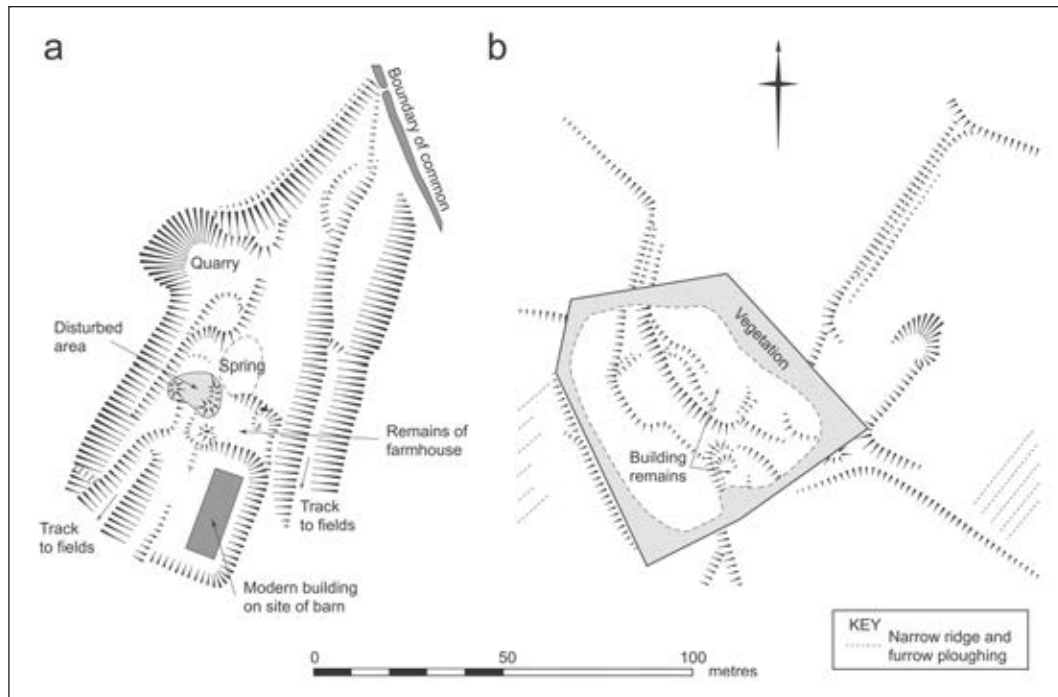 a
Boundary of common
Quarry
Disturbed
area
Spring
Remains of
farmhouse
Track
to fields
Track
to fields
Modern building
on site of barn
b
Vegetation
Building
remains
0
50
100
metres
KEY
Narrow ridge and
furrow ploughing